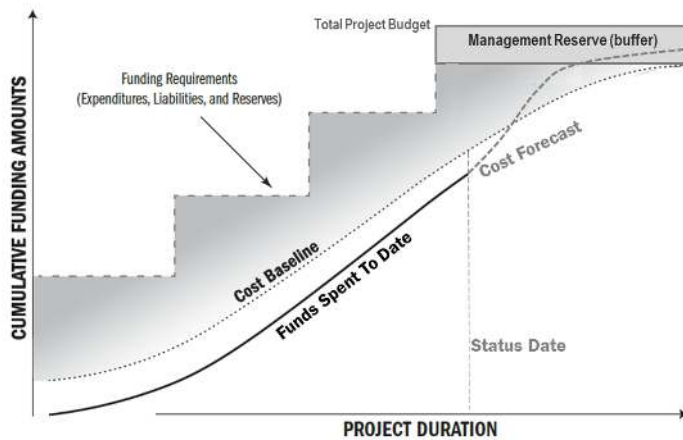 Total Project Budget
Management Reserve (buffer)
Funding Requirements
(Expenditures, Liabilities, and Reserves)
CUMULATIVE FUNDING AMOUNTS
Cost Forecast
Cost Baseline
Funds Spent To Date
Status Date
PROJECT DURATION